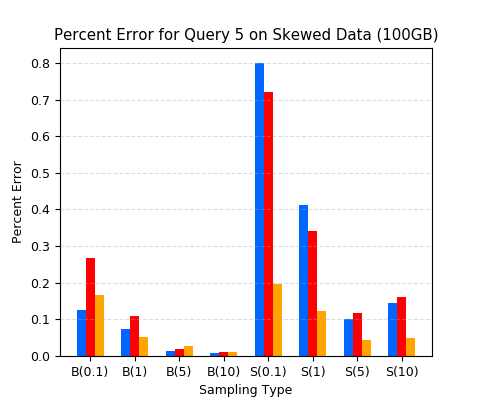 Percent Error for Query 5 on Skewed Data (100GB)
0.8
0.7
0.6
0.5
0.4
0.3
0.2
0.1
0.0
Percent Error
B(0.1) B(1) B(5) B(10) S(0.1) S(1) S(5) S(10)
Sampling Type